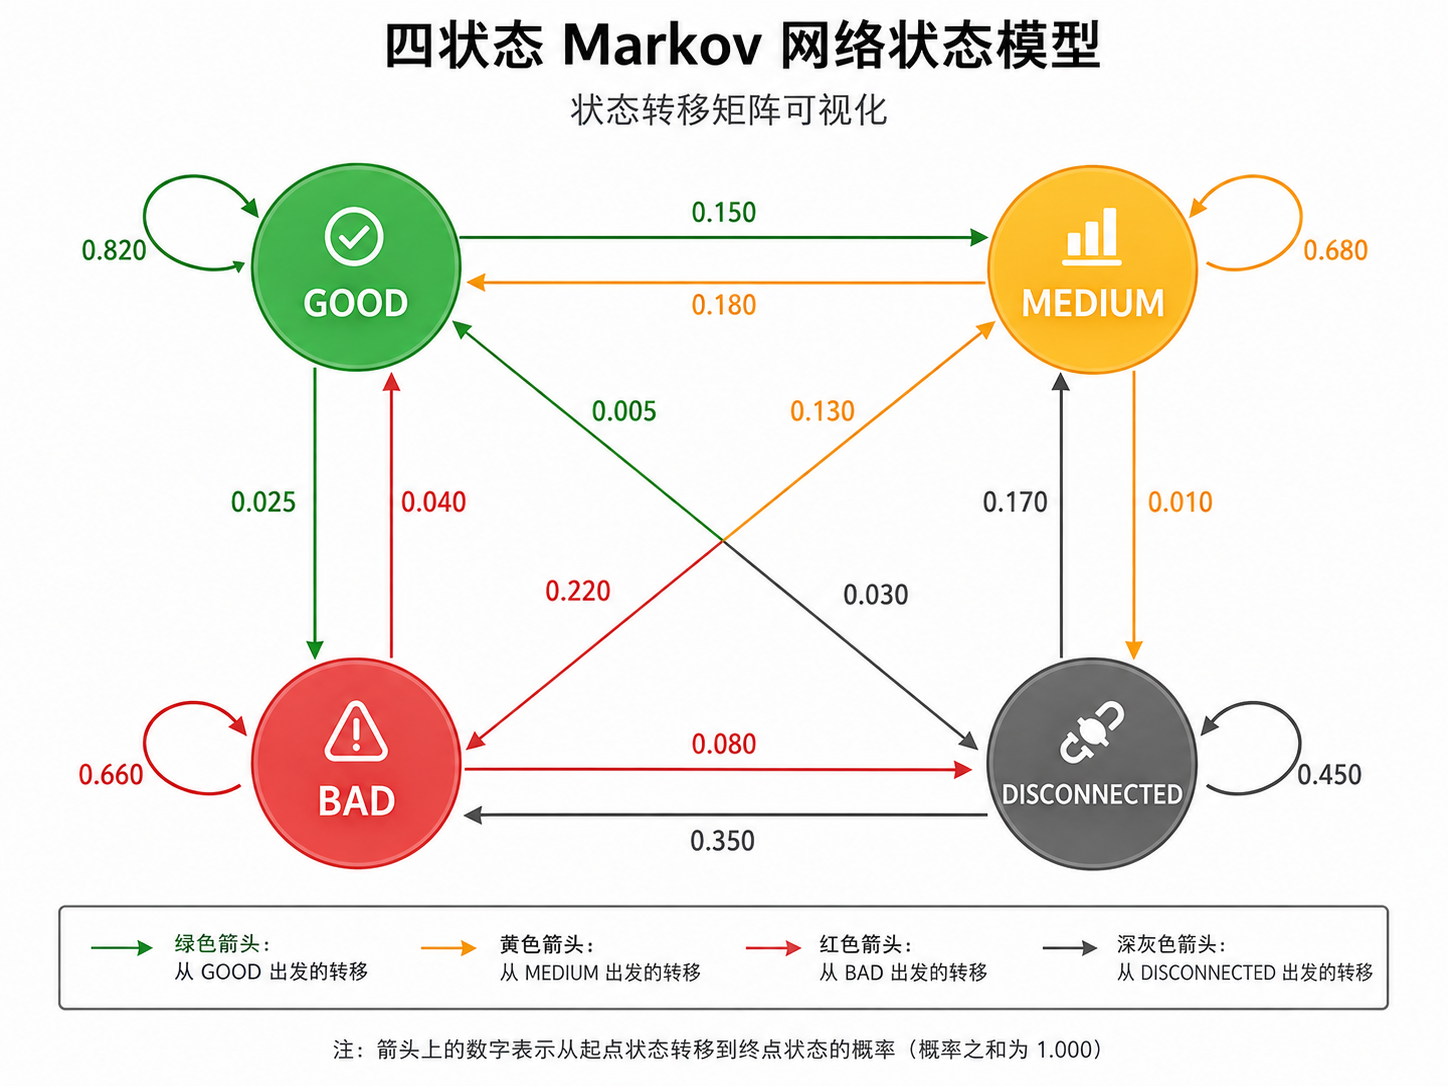 四状态 Markov 网络状态模型
状态转移矩阵可视化
0.820
GOOD
0.150
0.180
MEDIUM
0.680
0.005
0.130
0.025
0.040
0.170
0.010
0.220
0.030
0.660
BAD
0.080
0.350
DISCONNECTED
0.450
绿色箭头：
从 GOOD 出发的转移
黄色箭头：
从 MEDIUM 出发的转移
红色箭头：
从 BAD 出发的转移
深灰色箭头：
从 DISCONNECTED 出发的转移
注：箭头上的数字表示从起点状态转移到终点状态的概率（概率之和为 1.000）